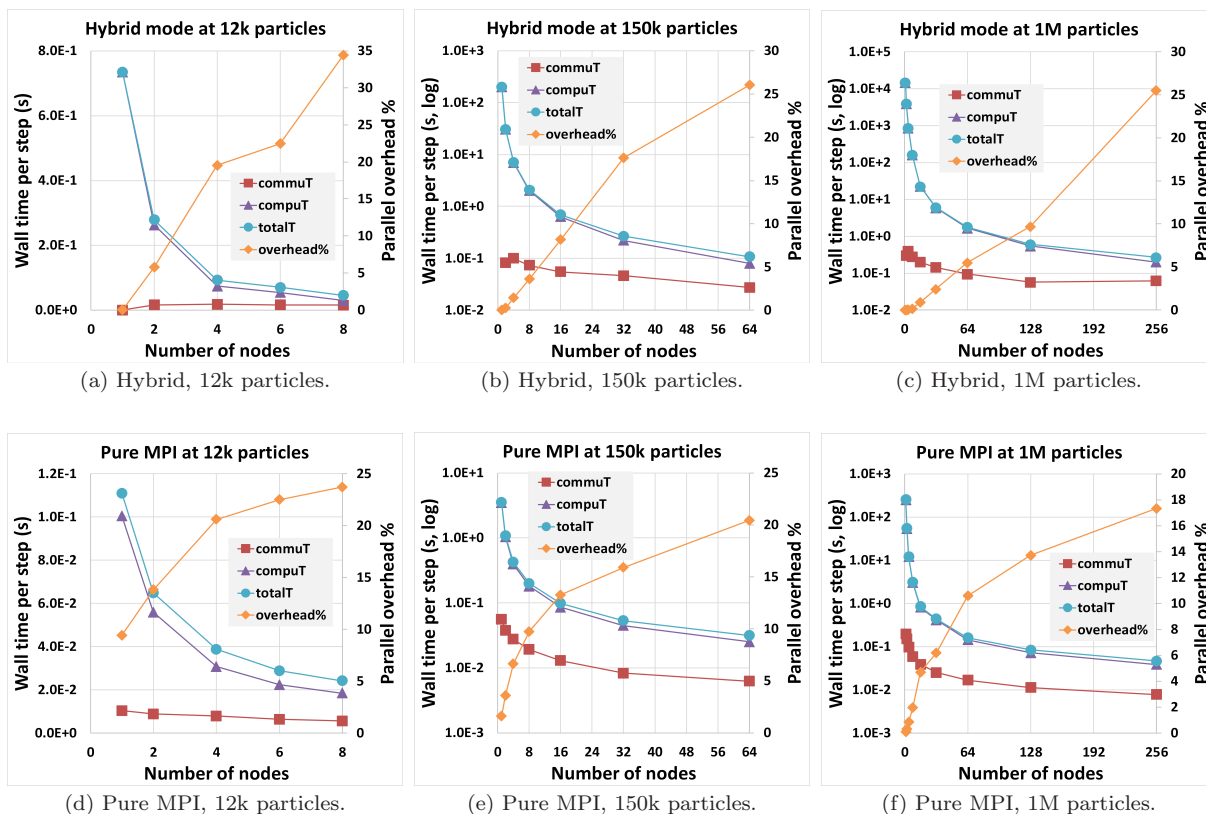 Hybrid mode at 12k particles
Wall time per step (s)
8.0E-1
6.0E-1
4.0E-1
2.0E-1
0.0E+0
35
30
25
20
15
10
5
0
Parallel overhead %
commuT
compuT
totalT
overhead%
0 2 4 6 8
Number of nodes
(a) Hybrid, 12k particles.
Hybrid mode at 150k particles
Wall time per step (s, log)
1.0E+3
1.0E+2
1.0E+1
1.0E+0
1.0E-1
1.0E-2
30
25
20
15
10
5
0
Parallel overhead %
commuT
compuT
totalT
overhead%
0 8 16 24 32 40 48 56 64
Number of nodes
(b) Hybrid, 150k particles.
Hybrid mode at 1M particles
Wall time per step (s, log)
1.0E+5
1.0E+4
1.0E+3
1.0E+2
1.0E+1
1.0E+0
1.0E-1
1.0E-2
30
25
20
15
10
5
0
Parallel overhead %
commuT
compuT
totalT
overhead%
0 64 128 192 256
Number of nodes
(c) Hybrid, 1M particles.
Pure MPI at 12k particles
Wall time per step (s)
1.2E-1
1.0E-1
8.0E-2
6.0E-2
4.0E-2
2.0E-2
0.0E+0
25
20
15
10
5
0
Parallel overhead %
commuT
compuT
totalT
overhead%
0 2 4 6 8
Number of nodes
(d) Pure MPI, 12k particles.
Pure MPI at 150k particles
Wall time per step (s, log)
1.0E+1
1.0E+0
1.0E-1
1.0E-2
1.0E-3
25
20
15
10
5
0
Parallel overhead %
commuT
compuT
totalT
overhead%
0 8 16 24 32 40 48 56 64
Number of nodes
(e) Pure MPI, 150k particles.
Pure MPI at 1M particles
Wall time per step (s, log)
1.0E+3
1.0E+2
1.0E+1
1.0E+0
1.0E-1
1.0E-2
1.0E-3
20
18
16
14
12
10
8
6
4
2
0
Parallel overhead %
commuT
compuT
totalT
overhead%
0 64 128 192 256
Number of nodes
(f) Pure MPI, 1M particles.